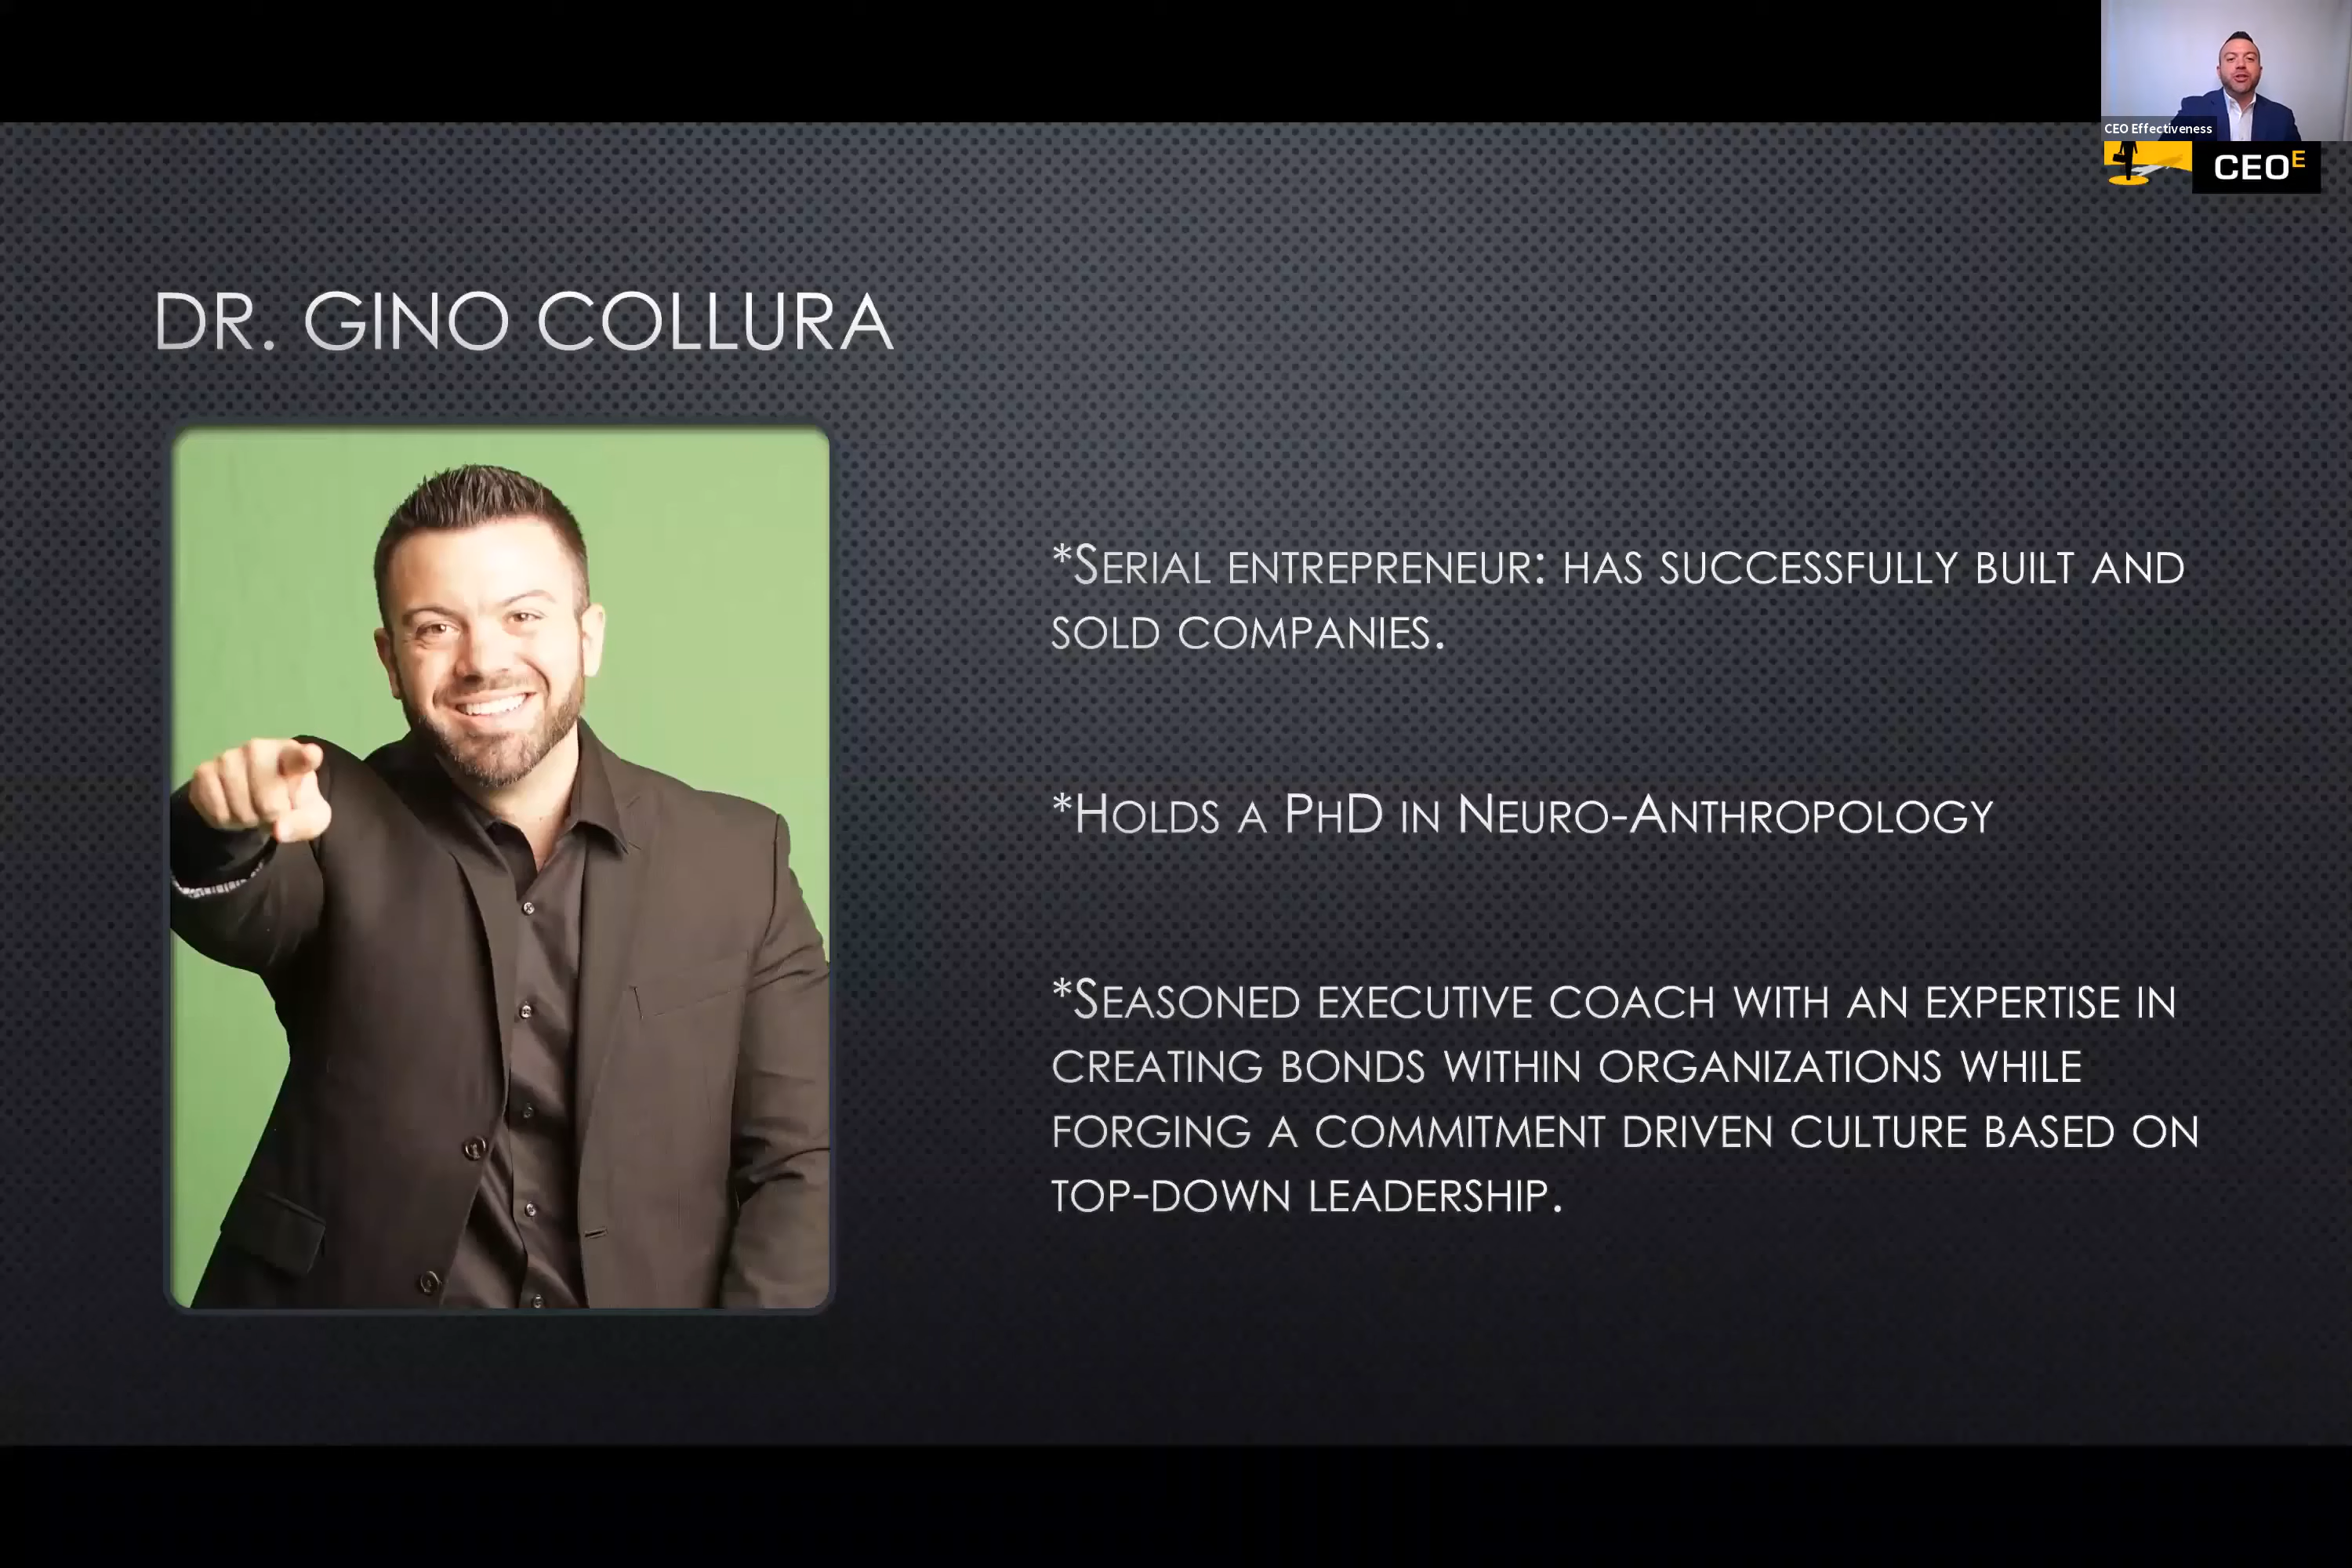 CEO Effectiveness
CEOᴱ
DR. GINO COLLURA
*SERIAL ENTREPRENEUR: HAS SUCCESSFULLY BUILT AND
SOLD COMPANIES.
*HOLDS A PHD IN NEURO-ANTHROPOLOGY
*SEASONED EXECUTIVE COACH WITH AN EXPERTISE IN
CREATING BONDS WITHIN ORGANIZATIONS WHILE
FORGING A COMMITMENT DRIVEN CULTURE BASED ON
TOP-DOWN LEADERSHIP.